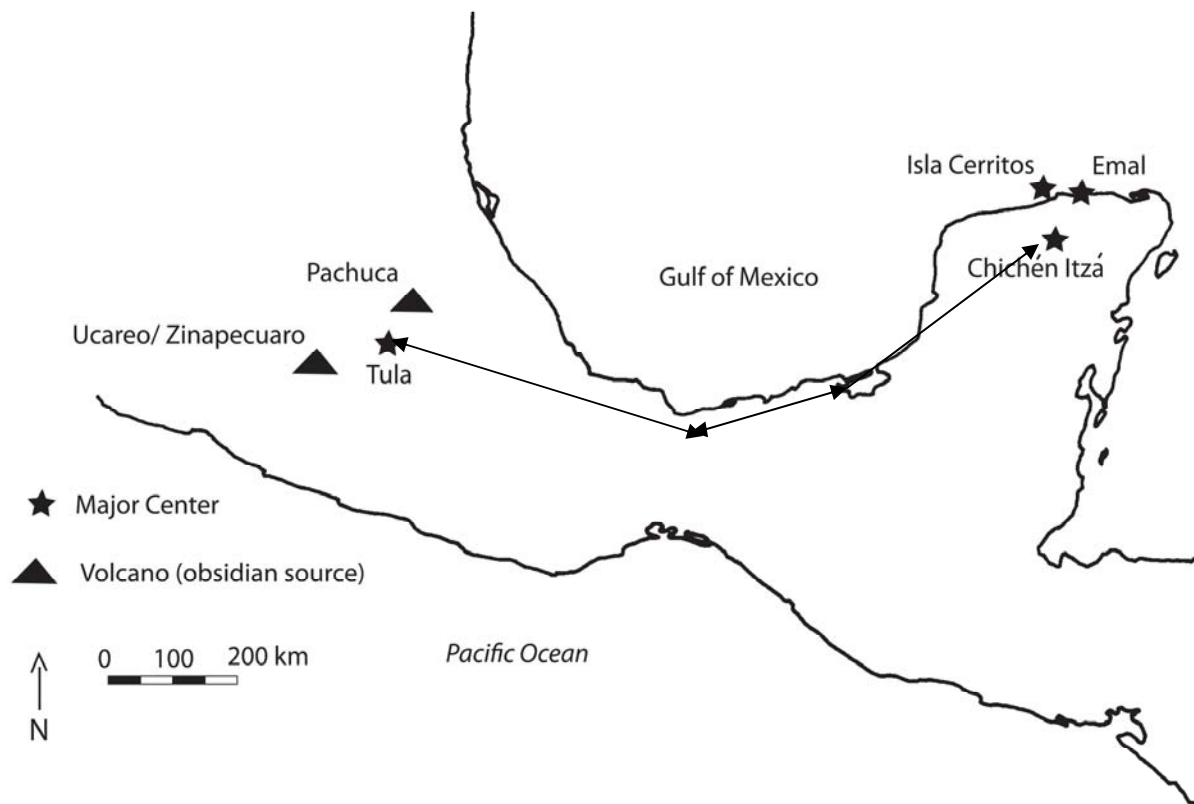 Isla Cerritos
Emal
Pachuca
Gulf of Mexico
Chichén Itzá
Ucareo/ Zinapecuaro
Tula
Major Center
Volcano (obsidian source)
0 100 200 km
Pacific Ocean
N